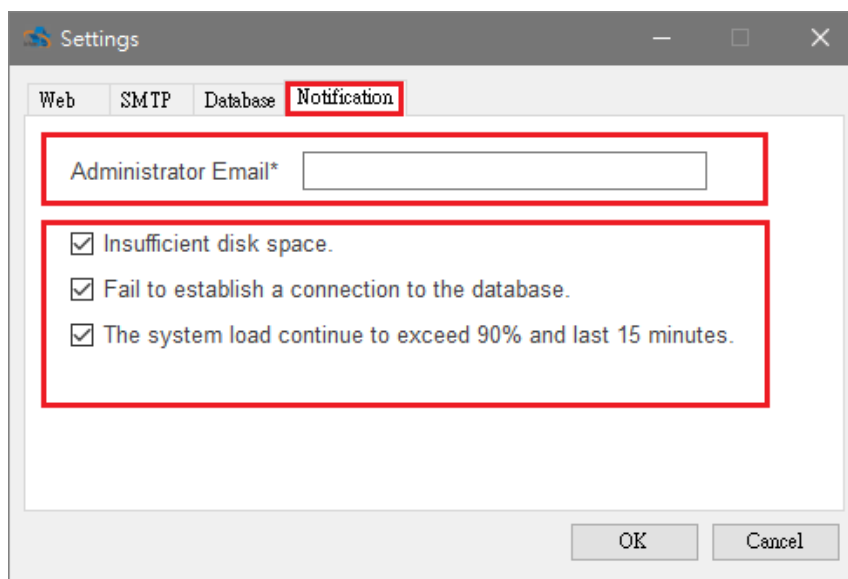 Settings
Web SMTP Database Notification
Administrator Email*
Insufficient disk space.
Fail to establish a connection to the database.
The system load continue to exceed 90% and last 15 minutes.
OK Cancel